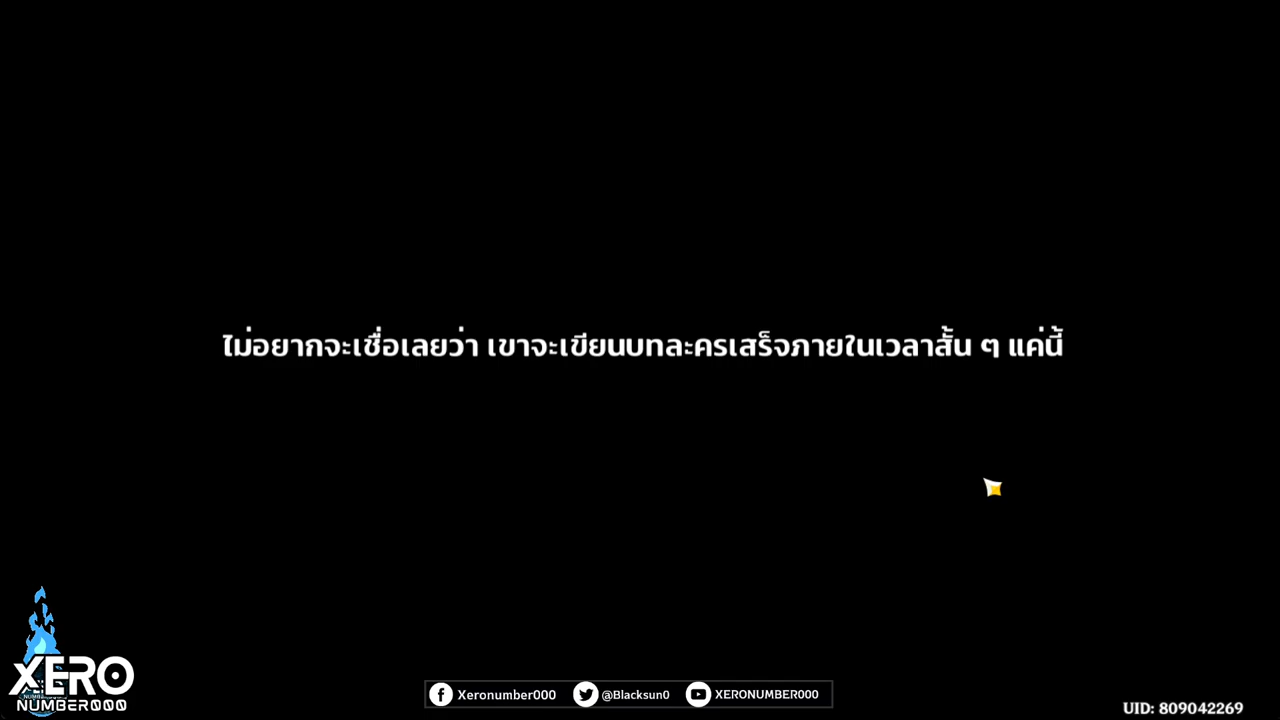 ไม่อยากจะเชื่อเลยว่า เขาจะเขียนบทละครเสร็จภายในเวลาสั้น ๆ แค่นี้
XERO
NUMBER000
Xeronumber000 @Blacksun0 XERONUMBER000
UID: 809042269